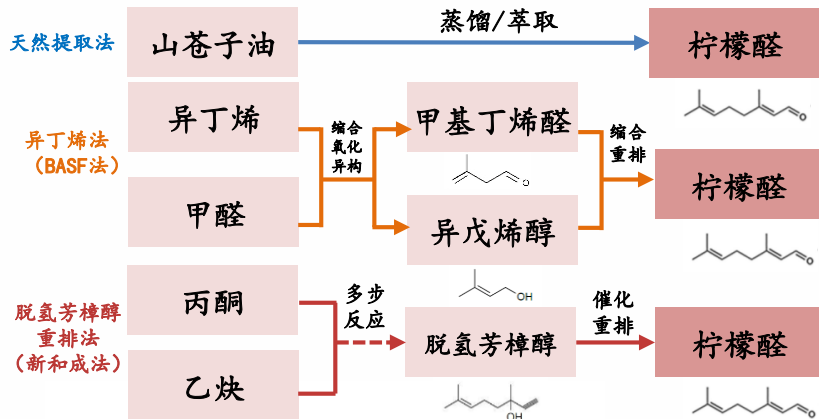 天然提取法
山苍子油
蒸馏/萃取
柠檬醛
O
异丁烯法
（BASF法）
异丁烯
甲醛
缩合
氧化
异构
甲基丁烯醛
O
异戊烯醇
OH
缩合
重排
柠檬醛
O
脱氢芳樟醇
重排法
（新和成法）
丙酮
乙炔
多步
反应
脱氢芳樟醇
OH
催化
重排
柠檬醛
O